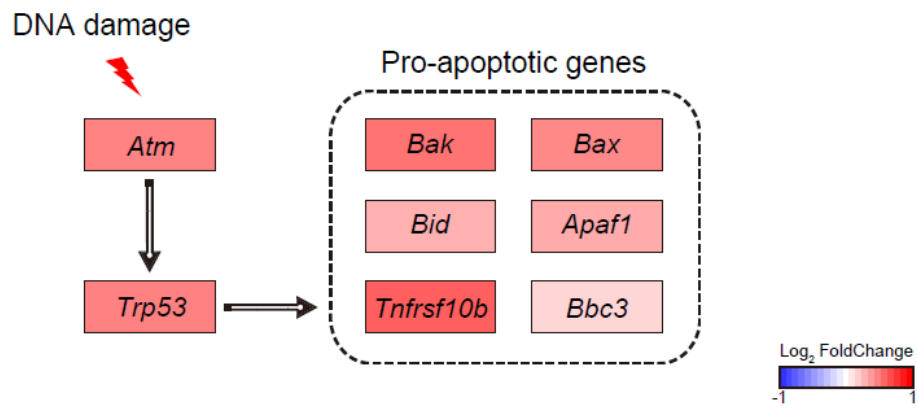 DNA damage
Pro-apoptotic genes
Atm
Bak
Bax
Bid
Apaf1
Trp53
Tnfrsf10b
Bbc3
Log₂ FoldChange
-1
1